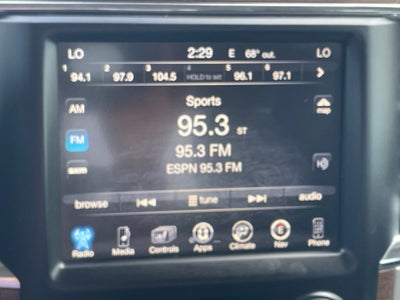 LO 2:29 E 68° out. LO
1 94.1 2 97.9 3 104.5 4 HOLD to set 5 96.1 6 97.1
Sports
AM
map
95.3 ST
FM
95.3 FM
ESPN 95.3 FM
browse tune audio
Radio Media Controls Apps Climate Nav Phone